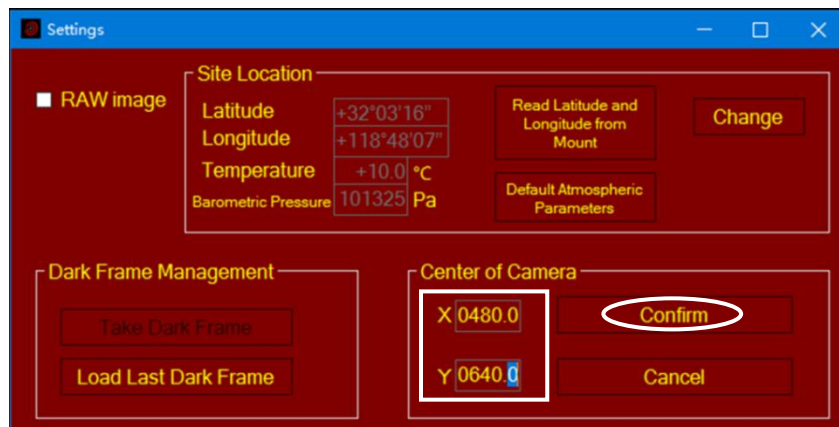 Settings
RAW image
Site Location
Latitude +32°03'16"
Longitude +118°48'07"
Temperature +10.0 °C
Barometric Pressure 101325 Pa
Read Latitude and
Longitude from
Mount
Default Atmospheric
Parameters
Change
Dark Frame Management
Take Dark Frame
Load Last Dark Frame
Center of Camera
X 0480.0
Confirm
Y 0640.0
Cancel